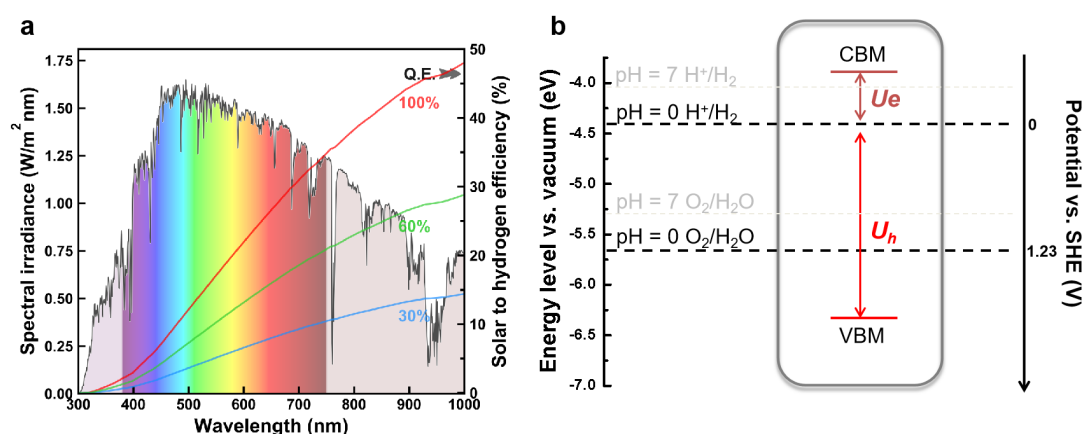 a
Spectral irradiance (W/m² nm)
1.75
1.50
1.25
1.00
0.75
0.50
0.25
0.00
300
400
500
600
700
800
900
1000
Wavelength (nm)
50
40
30
20
10
0
Solar to hydrogen efficiency (%)
Q.E.
100%
60%
30%
b
Energy level vs. vacuum (eV)
-4.0
-4.5
-5.0
-5.5
-6.0
-6.5
-7.0
pH = 7 H⁺/H₂
pH = 0 H⁺/H₂
pH = 7 O₂/H₂O
pH = 0 O₂/H₂O
CBM
Ue
Uₕ
VBM
0
1.23
Potential vs. SHE (V)